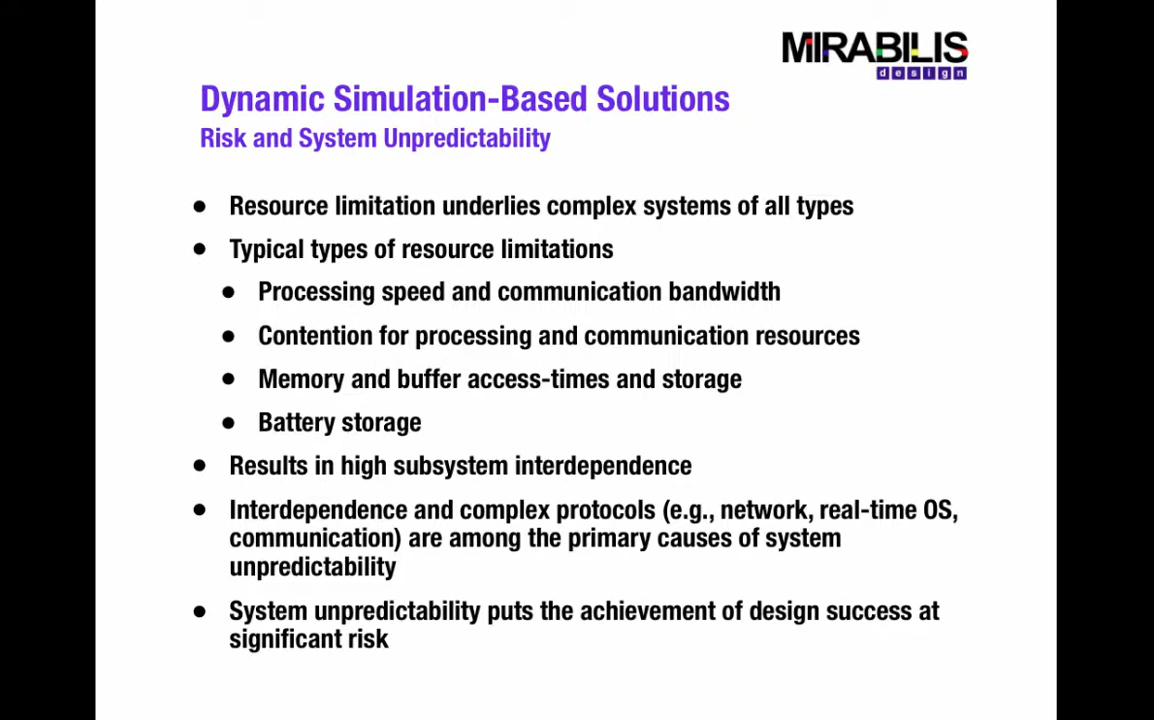 MIRABILIS
design
Dynamic Simulation-Based Solutions
Risk and System Unpredictability
● Resource limitation underlies complex systems of all types
● Typical types of resource limitations
● Processing speed and communication bandwidth
● Contention for processing and communication resources
● Memory and buffer access-times and storage
● Battery storage
● Results in high subsystem interdependence
● Interdependence and complex protocols (e.g., network, real-time OS,
communication) are among the primary causes of system
unpredictability
● System unpredictability puts the achievement of design success at
significant risk